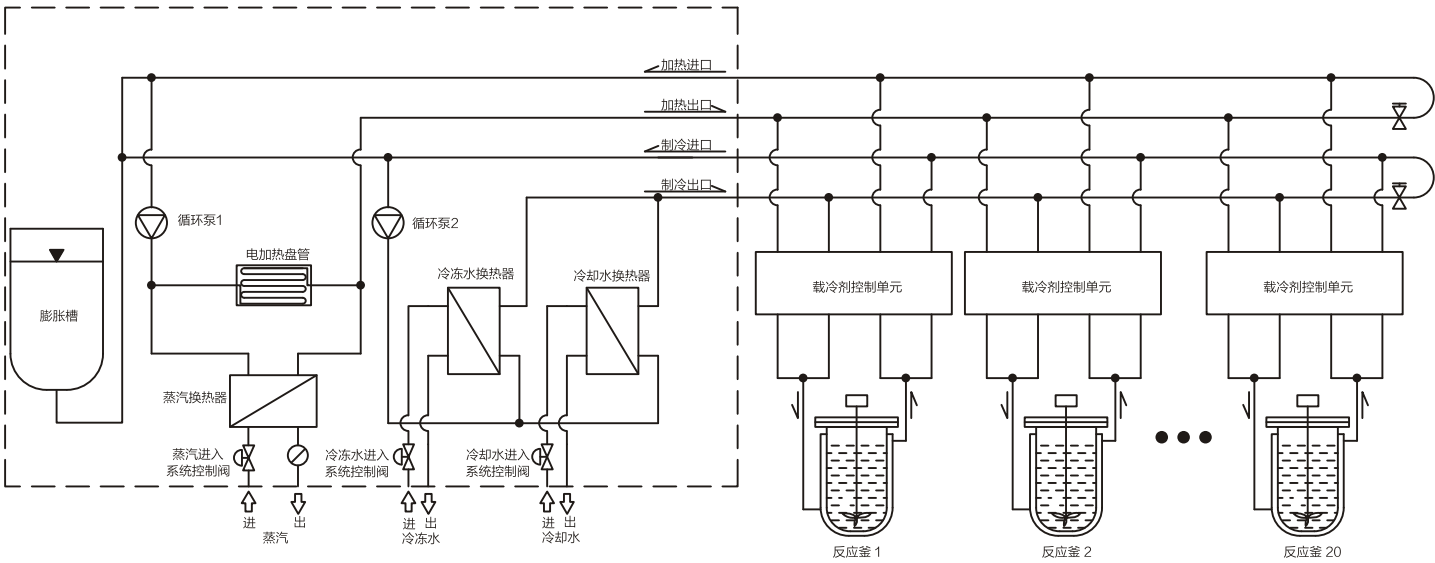 加热进口
加热出口
制冷进口
制冷出口
循环泵1
循环泵2
电加热盘管
冷冻水换热器
冷却水换热器
膨胀槽
载冷剂控制单元
载冷剂控制单元
载冷剂控制单元
蒸汽换热器
蒸汽进入
系统控制阀
冷冻水进入
系统控制阀
冷却水进入
系统控制阀
进
出
蒸汽
进
出
冷冻水
进
出
冷却水
反应釜 1
反应釜 2
反应釜 20